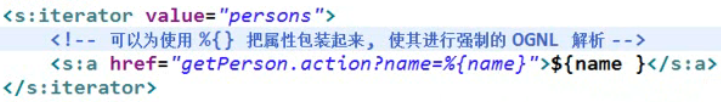 <s:iterator value="persons">
<!-- 可以为使用 %{} 把属性包装起来, 使其进行强制的 OGNL 解析 -->
<s:a href="getPerson.action?name=%{name}">${name }</s:a>
</s:iterator>